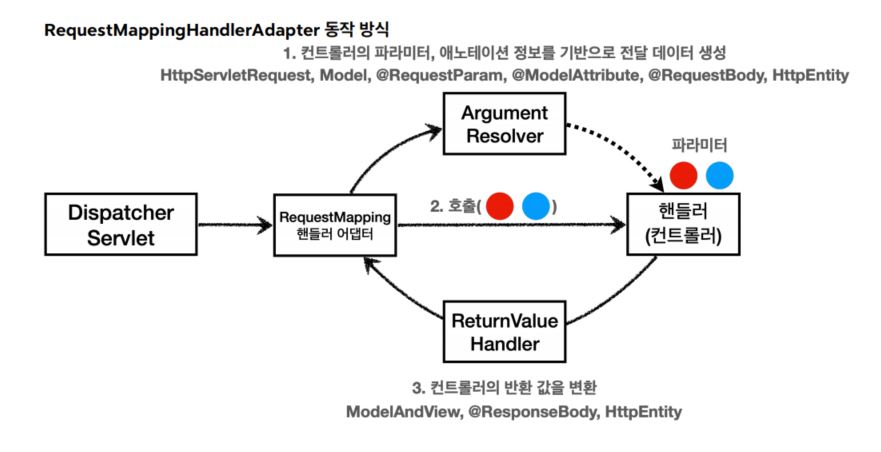 RequestMappingHandlerAdapter 동작 방식
1. 컨트롤러의 파라미터, 애노테이션 정보를 기반으로 전달 데이터 생성
HttpServletRequest, Model, @RequestParam, @ModelAttribute, @RequestBody, HttpEntity
Argument
Resolver
파라미터
Dispatcher
Servlet
RequestMapping
핸들러 어댑터
2. 호출( )
핸들러
(컨트롤러)
ReturnValue
Handler
3. 컨트롤러의 반환 값을 변환
ModelAndView, @ResponseBody, HttpEntity